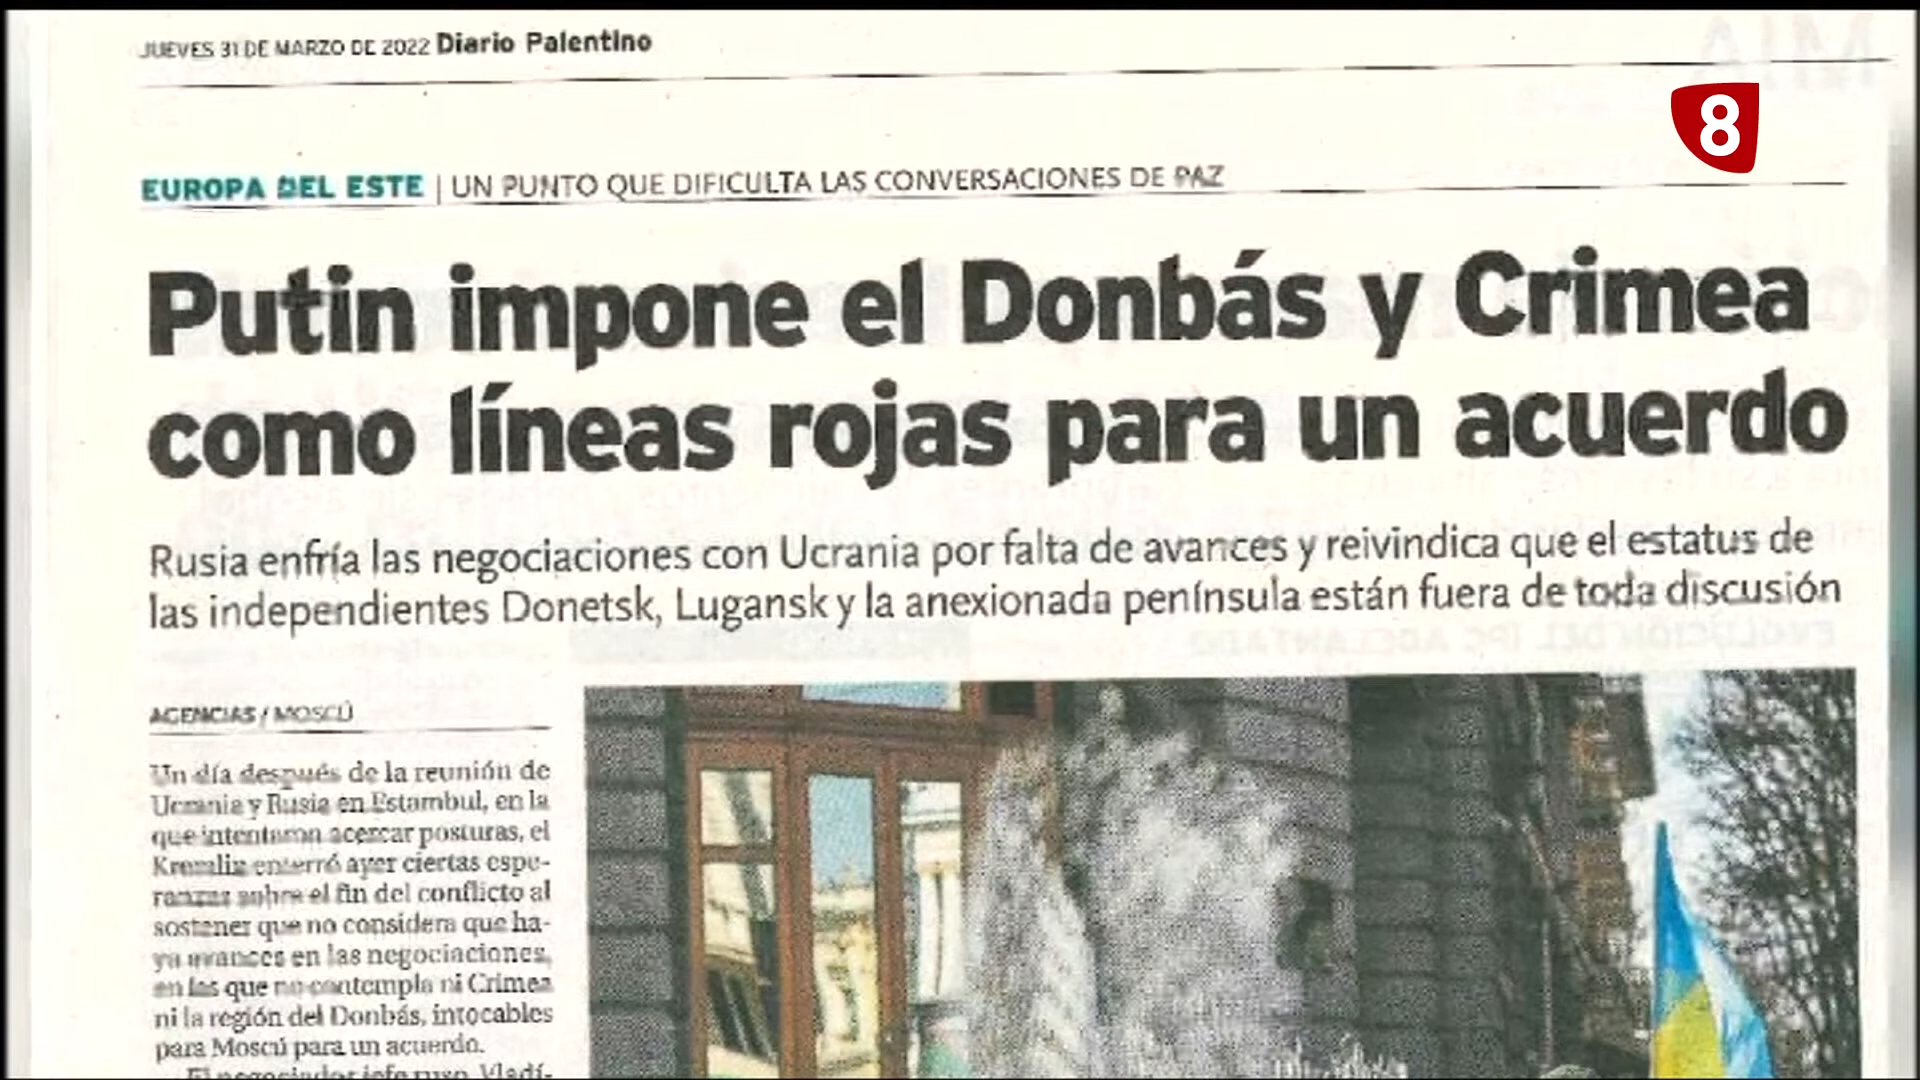 JUEVES 31 DE MARZO DE 2022 Diario Palentino
8
EUROPA DEL ESTE | UN PUNTO QUE DIFICULTA LAS CONVERSACIONES DE PAZ
Putin impone el Donbás y Crimea
como líneas rojas para un acuerdo
Rusia enfría las negociaciones con Ucrania por falta de avances y reivindica que el estatus de
las independientes Donetsk, Lugansk y la anexionada península están fuera de toda discusión
AGENCIAS / MOSCÚ
Un día después de la reunión de
Ucrania y Rusia en Estambul, en la
que intentaron acercar posturas, el
Kremlin enterró ayer ciertas espe-
ranzas sobre el fin del conflicto al
sostener que no considera que ha-
ya avances en las negociaciones,
en las que no contempla ni Crimea
ni la región del Donbás, intocables
para Moscú para un acuerdo.
El negociador jefe ruso, Vladí-